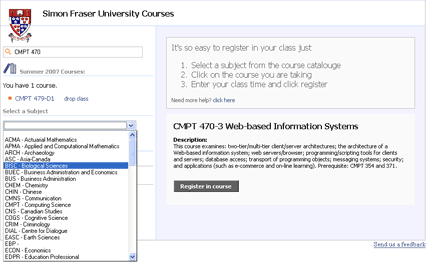 Simon Fraser University Courses
CMPT 470
Summer 2007 Courses:
You have 1 course.
CMPT 479-D1 drop class
Select a Subject
ACMA - Actuarial Mathematics
APMA - Applied and Computational Mathematics
ARCH - Archaeology
ASC - Asia-Canada
BISC - Biological Sciences
BUEC - Business Administration and Economics
BUS - Business Administration
CHEM - Chemistry
CHIN - Chinese
CMNS - Communication
CMPT - Computing Science
CNS - Canadian Studies
COGS - Cognitive Science
CRIM - Criminology
DIAL - Centre for Dialogue
EASC - Earth Sciences
EBP -
ECON - Economics
EDPR - Education Professional
It's so easy to register in your class just
1. Select a subject from the course catalouge
2. Click on the course you are taking
3. Enter your class time and click register
Need more help? click here
CMPT 470-3 Web-based Information Systems
Description:
This course examines: two-tier/multi-tier client/server architectures; the architecture of a
Web-based information system; web servers/browser; programming/scripting tools for clients
and servers; database access; transport of programming objects; messaging systems; security;
and applications (such as e-commerce and on-line learning). Prerequisite: CMPT 354 and 371.
Register in course
Send us a feedback